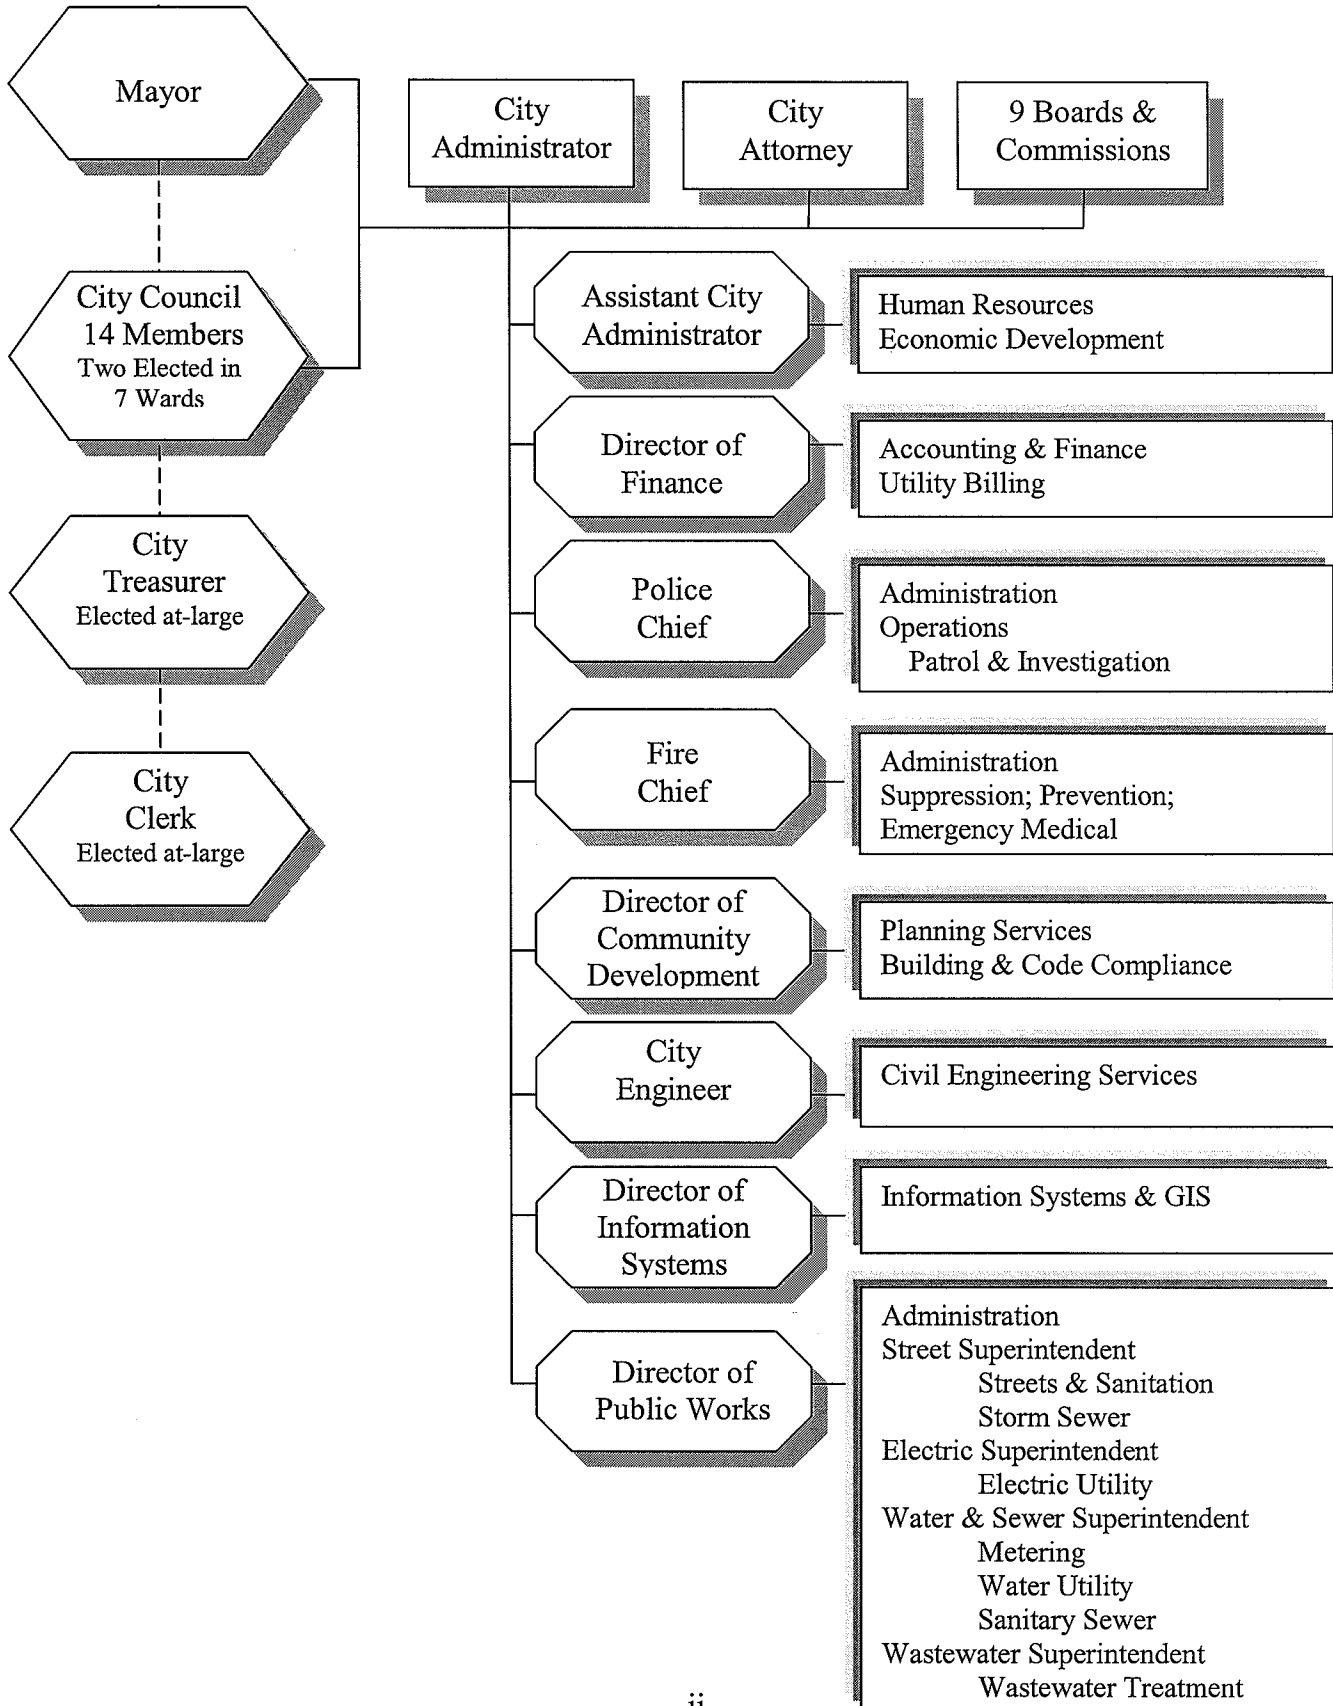 Mayor
City
Administrator
City
Attorney
9 Boards &
Commissions
City Council
14 Members
Two Elected in
7 Wards
City
Treasurer
Elected at-large
City
Clerk
Elected at-large
Assistant City
Administrator
Human Resources
Economic Development
Director of
Finance
Accounting & Finance
Utility Billing
Police
Chief
Administration
Operations
Patrol & Investigation
Fire
Chief
Administration
Suppression; Prevention;
Emergency Medical
Director of
Community
Development
Planning Services
Building & Code Compliance
City
Engineer
Civil Engineering Services
Director of
Information
Systems
Information Systems & GIS
Director of
Public Works
Administration
Street Superintendent
Streets & Sanitation
Storm Sewer
Electric Superintendent
Electric Utility
Water & Sewer Superintendent
Metering
Water Utility
Sanitary Sewer
Wastewater Superintendent
Wastewater Treatment
ii